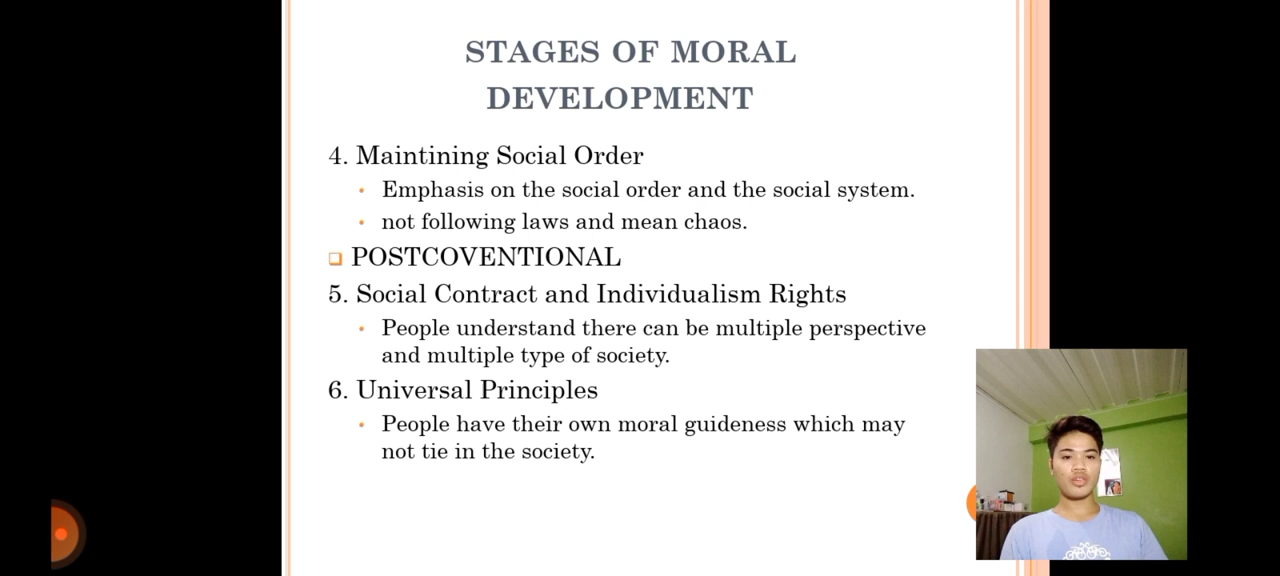 STAGES OF MORAL
DEVELOPMENT
4. Maintining Social Order
• Emphasis on the social order and the social system.
• not following laws and mean chaos.
❑ POSTCOVENTIONAL
5. Social Contract and Individualism Rights
• People understand there can be multiple perspective
and multiple type of society.
6. Universal Principles
• People have their own moral guideness which may
not tie in the society.